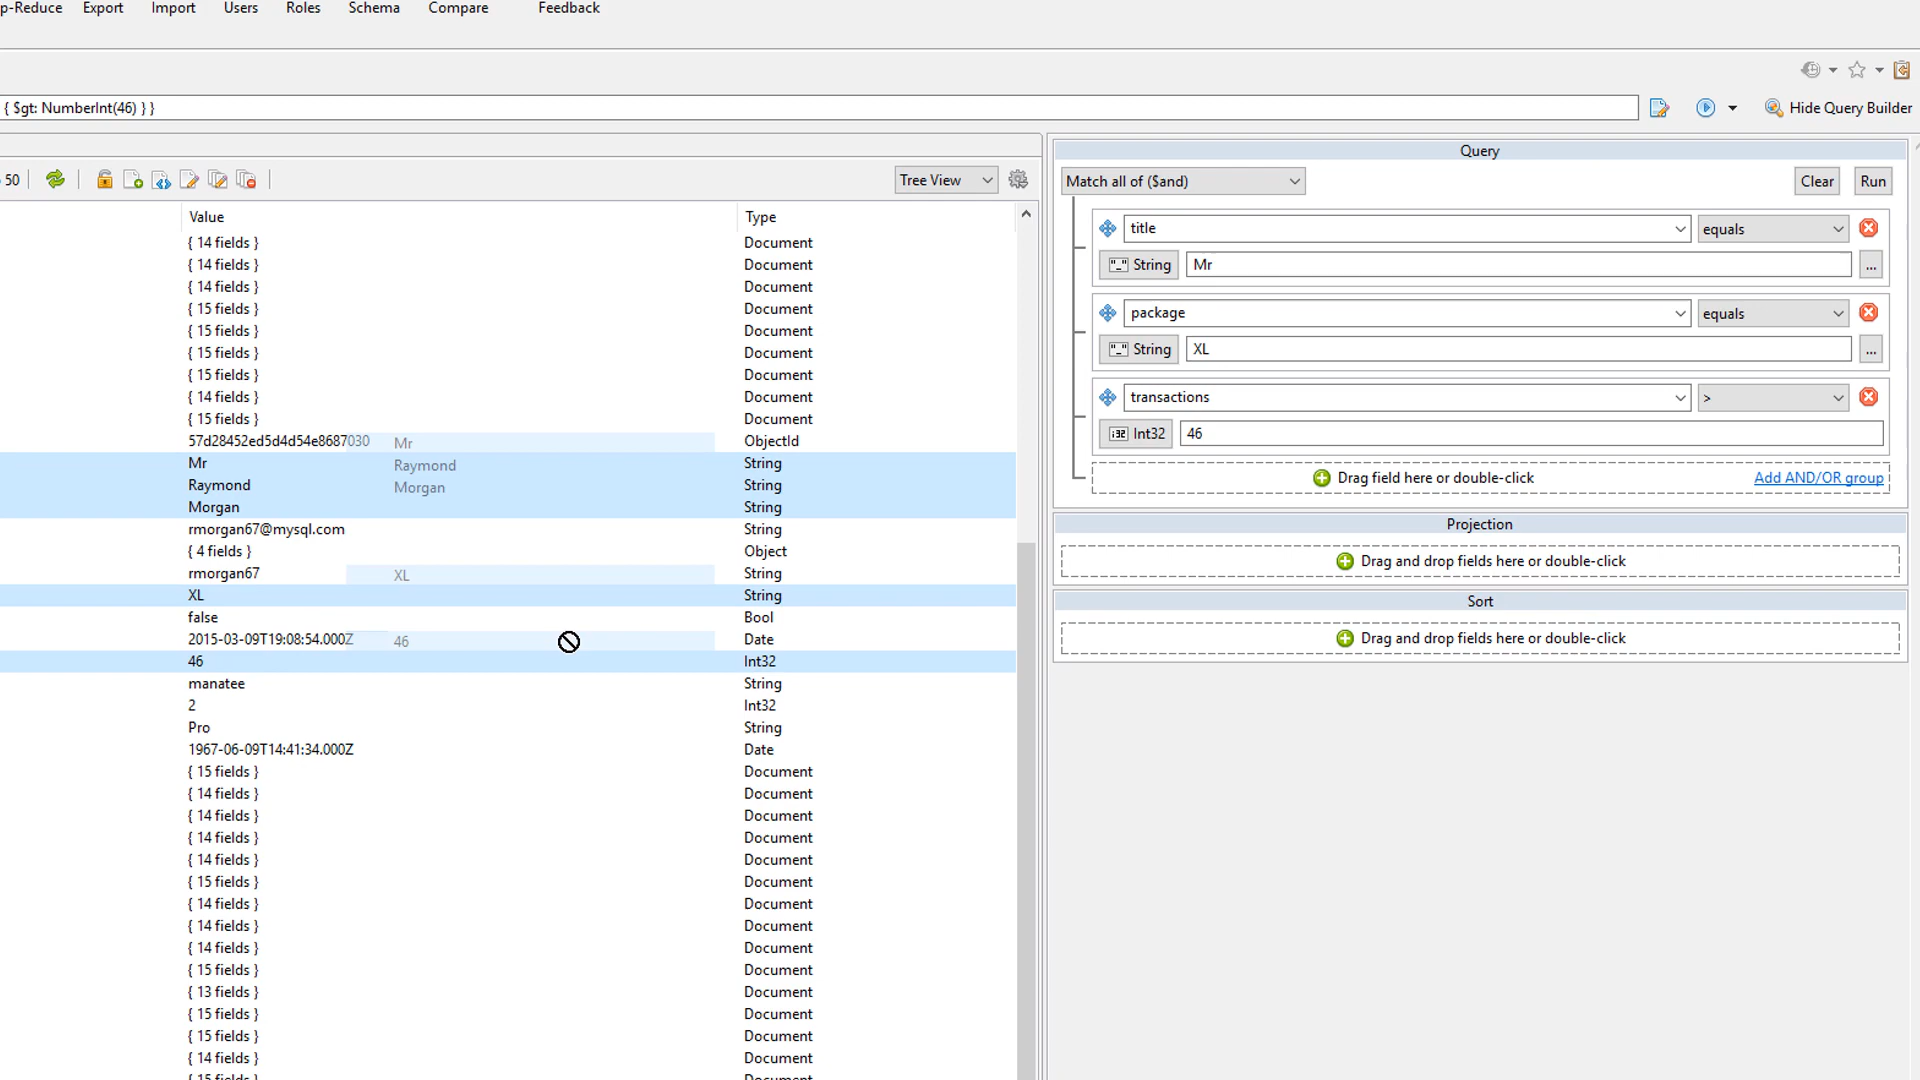 p-Reduce Export Import Users Roles Schema Compare Feedback
{ $gt: NumberInt(46) } }
Hide Query Builder
50
Tree View
Value Type
{ 14 fields } Document
{ 14 fields } Document
{ 14 fields } Document
{ 15 fields } Document
{ 15 fields } Document
{ 15 fields } Document
{ 15 fields } Document
{ 14 fields } Document
{ 15 fields } Document
57d28452ed5d4d54e8687030 ObjectId
Mr
Mr String
Raymond
Raymond String
Morgan
Morgan String
rmorgan67@mysql.com String
{ 4 fields } Object
rmorgan67 String
XL
XL String
false Bool
2015-03-09T19:08:54.000Z Date
46
46 Int32
manatee String
2 Int32
Pro String
1967-06-09T14:41:34.000Z Date
{ 15 fields } Document
{ 14 fields } Document
{ 14 fields } Document
{ 14 fields } Document
{ 14 fields } Document
{ 15 fields } Document
{ 14 fields } Document
{ 14 fields } Document
{ 14 fields } Document
{ 15 fields } Document
{ 13 fields } Document
{ 15 fields } Document
{ 15 fields } Document
{ 14 fields } Document
{ 15 fields } Document
Query
Match all of ($and) Clear Run
title equals
"_" String Mr ...
package equals
"_" String XL ...
transactions >
i32 Int32 46
Drag field here or double-click Add AND/OR group
Projection
Drag and drop fields here or double-click
Sort
Drag and drop fields here or double-click